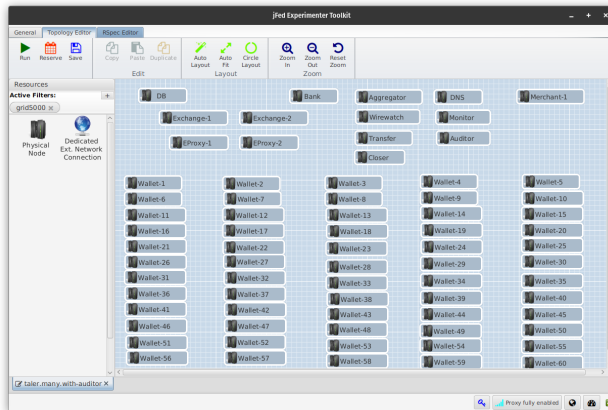 jFed Experimenter Toolkit
General Topology Editor RSpec Editor
Run Reserve Save Copy Paste Duplicate Auto Layout Auto Fit Circle Layout Zoom In Zoom Out Reset Zoom
Edit Layout Zoom
Resources
Active Filters: +
grid5000 ×
Physical Node
Dedicated Ext. Network Connection
DB Bank Aggregator DNS Merchant-1
Exchange-1 Exchange-2 Wirewatch Monitor
EProxy-1 EProxy-2 Transfer Auditor
Closer
Wallet-1 Wallet-2 Wallet-3 Wallet-4 Wallet-5
Wallet-6 Wallet-7 Wallet-8 Wallet-9 Wallet-10
Wallet-11 Wallet-12 Wallet-13 Wallet-14 Wallet-15
Wallet-16 Wallet-17 Wallet-18 Wallet-19 Wallet-20
Wallet-21 Wallet-22 Wallet-23 Wallet-24 Wallet-25
Wallet-26 Wallet-27 Wallet-28 Wallet-29 Wallet-30
Wallet-31 Wallet-32 Wallet-33 Wallet-34 Wallet-35
Wallet-36 Wallet-37 Wallet-38 Wallet-39 Wallet-40
Wallet-41 Wallet-42 Wallet-43 Wallet-44 Wallet-45
Wallet-46 Wallet-47 Wallet-48 Wallet-49 Wallet-50
Wallet-51 Wallet-52 Wallet-53 Wallet-54 Wallet-55
Wallet-56 Wallet-57 Wallet-58 Wallet-59 Wallet-60
taler.many.with-auditor ×
Proxy fully enabled